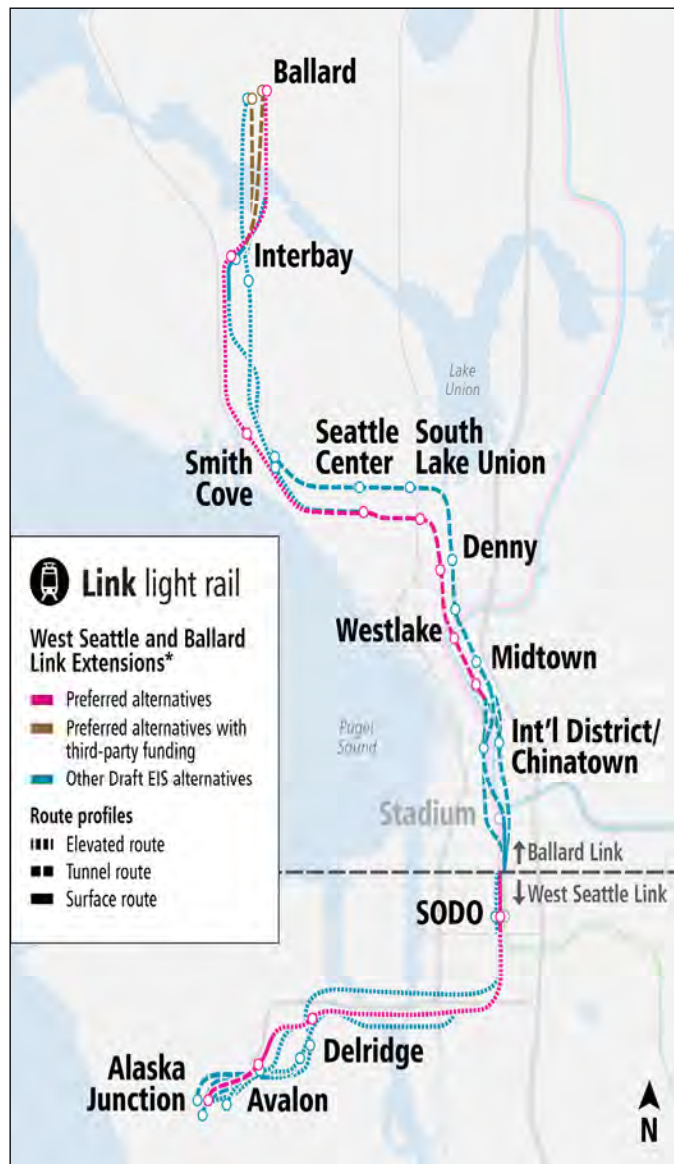 Ballard
Interbay
Lake
Union
Seattle
Center
South
Lake Union
Smith
Cove
Denny
Link light rail
West Seattle and Ballard
Link Extensions*
Preferred alternatives
Preferred alternatives with
third-party funding
Other Draft EIS alternatives
Route profiles
Elevated route
Tunnel route
Surface route
Westlake
Midtown
Puget
Sound
Int'l District/
Chinatown
Stadium
Ballard Link
West Seattle Link
SODO
Delridge
Alaska
Junction
Avalon
N